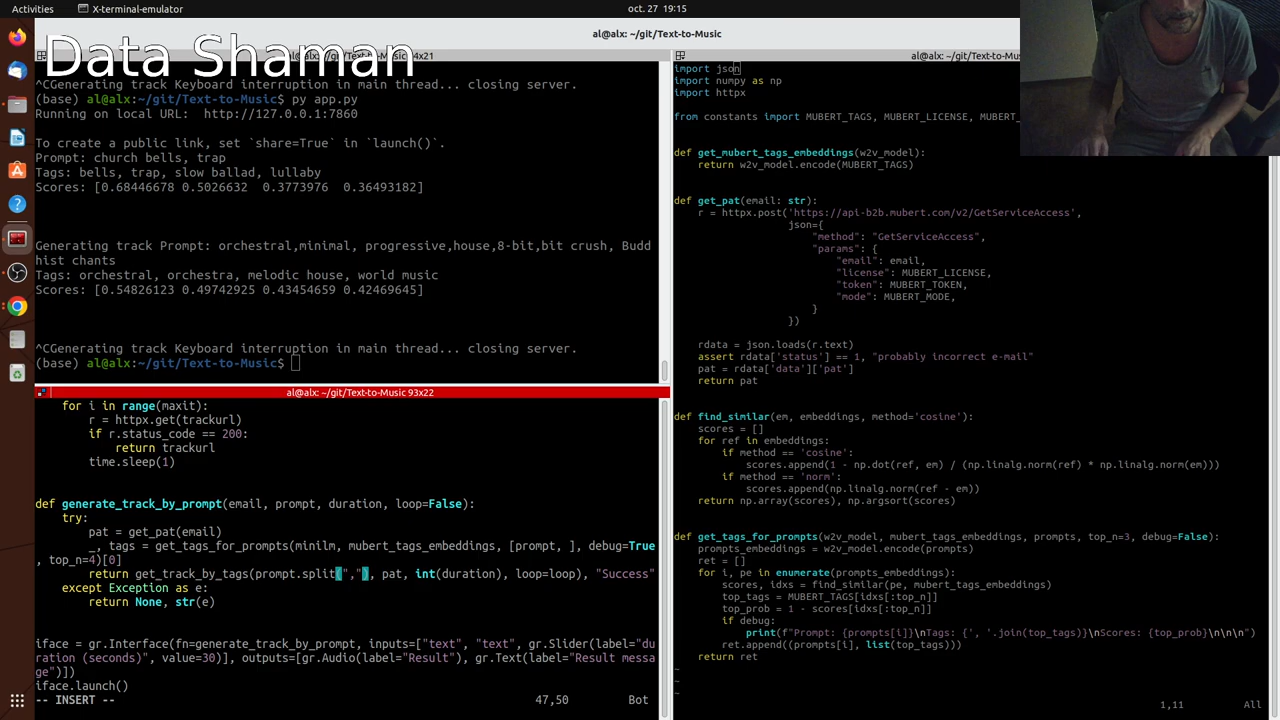 Activities
X-terminal-emulator
oct. 27 19:15
al@alx: ~/git/Text-to-Music
Data Shaman
4x21
^CGenerating track Keyboard interruption in main thread... closing server.
(base) al@alx:~/git/Text-to-Music$ py app.py
Running on local URL:  http://127.0.0.1:7860
To create a public link, set `share=True` in `launch()`.
Prompt: church bells, trap
Tags: bells, trap, slow ballad, lullaby
Scores: [0.68446678 0.5026632  0.3773976  0.36493182]
Generating track Prompt: orchestral,minimal, progressive,house,8-bit,bit crush, Budd
hist chants
Tags: orchestral, orchestra, melodic house, world music
Scores: [0.54826123 0.49742925 0.43454659 0.42469645]
^CGenerating track Keyboard interruption in main thread... closing server.
(base) al@alx:~/git/Text-to-Music$
al@alx: ~/git/Text-to-Music 93x22
    for i in range(maxit):
        r = httpx.get(trackurl)
        if r.status_code == 200:
            return trackurl
        time.sleep(1)
def generate_track_by_prompt(email, prompt, duration, loop=False):
    try:
        pat = get_pat(email)
        _, tags = get_tags_for_prompts(minilm, mubert_tags_embeddings, [prompt, ], debug=True
, top_n=4)[0]
        return get_track_by_tags(prompt.split(","), pat, int(duration), loop=loop), "Success"
    except Exception as e:
        return None, str(e)
iface = gr.Interface(fn=generate_track_by_prompt, inputs=["text", "text", gr.Slider(label="du
ration (seconds)", value=30)], outputs=[gr.Audio(label="Result"), gr.Text(label="Result messa
ge")])
iface.launch()
-- INSERT --
47,50
Bot
al@alx: ~/git/Text-to-Mu
import json
import numpy as np
import httpx
from constants import MUBERT_TAGS, MUBERT_LICENSE, MUBERT_
def get_mubert_tags_embeddings(w2v_model):
    return w2v_model.encode(MUBERT_TAGS)
def get_pat(email: str):
    r = httpx.post('https://api-b2b.mubert.com/v2/GetServiceAccess',
                   json={
                       "method": "GetServiceAccess",
                       "params": {
                           "email": email,
                           "license": MUBERT_LICENSE,
                           "token": MUBERT_TOKEN,
                           "mode": MUBERT_MODE,
                       }
                   })
    rdata = json.loads(r.text)
    assert rdata['status'] == 1, "probably incorrect e-mail"
    pat = rdata['data']['pat']
    return pat
def find_similar(em, embeddings, method='cosine'):
    scores = []
    for ref in embeddings:
        if method == 'cosine':
            scores.append(1 - np.dot(ref, em) / (np.linalg.norm(ref) * np.linalg.norm(em)))
        if method == 'norm':
            scores.append(np.linalg.norm(ref - em))
    return np.array(scores), np.argsort(scores)
def get_tags_for_prompts(w2v_model, mubert_tags_embeddings, prompts, top_n=3, debug=False):
    prompts_embeddings = w2v_model.encode(prompts)
    ret = []
    for i, pe in enumerate(prompts_embeddings):
        scores, idxs = find_similar(pe, mubert_tags_embeddings)
        top_tags = MUBERT_TAGS[idxs[:top_n]]
        top_prob = 1 - scores[idxs[:top_n]]
        if debug:
            print(f"Prompt: {prompts[i]}\nTags: {', '.join(top_tags)}\nScores: {top_prob}\n\n\n")
        ret.append((prompts[i], list(top_tags)))
    return ret
~
~
~
1,11
All